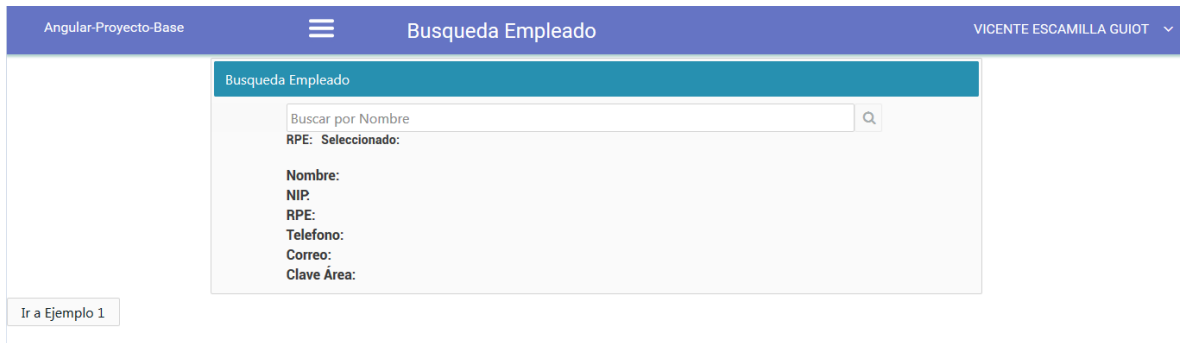 Angular-Proyecto-Base
Busqueda Empleado
VICENTE ESCAMILLA GUIOT
Busqueda Empleado
Buscar por Nombre
RPE: Seleccionado:
Nombre:
NIP:
RPE:
Telefono:
Correo:
Clave Área:
Ir a Ejemplo 1